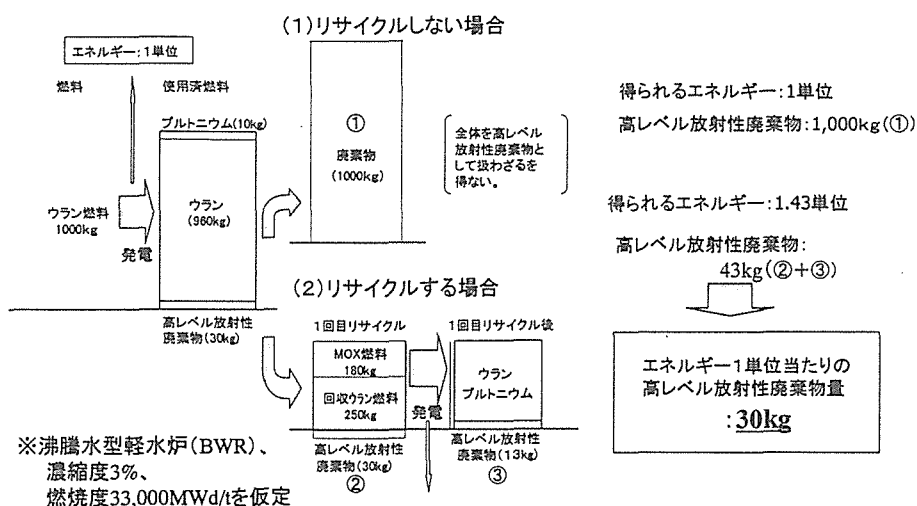 (1)リサイクルしない場合
エネルギー:1単位
燃料
使用済燃料
プルトニウム(10kg)
ウラン燃料
1000kg
発電
ウラン
(960kg)
高レベル放射性
廃棄物(30kg)
①
廃棄物
(1000kg)
全体を高レベル
放射性廃棄物と
して扱わざるを
得ない。
得られるエネルギー:1単位
高レベル放射性廃棄物:1,000kg(①)
(2)リサイクルする場合
1回目リサイクル
MOX燃料
180kg
回収ウラン燃料
250kg
高レベル放射性
廃棄物(30kg)
②
発電
1回目リサイクル後
ウラン
プルトニウム
高レベル放射性
廃棄物(13kg)
③
得られるエネルギー:1.43単位
高レベル放射性廃棄物:
43kg(②+③)
エネルギー1単位当たりの
高レベル放射性廃棄物量
:30kg
※沸騰水型軽水炉(BWR)、
濃縮度3%、
燃焼度33,000MWd/tを仮定